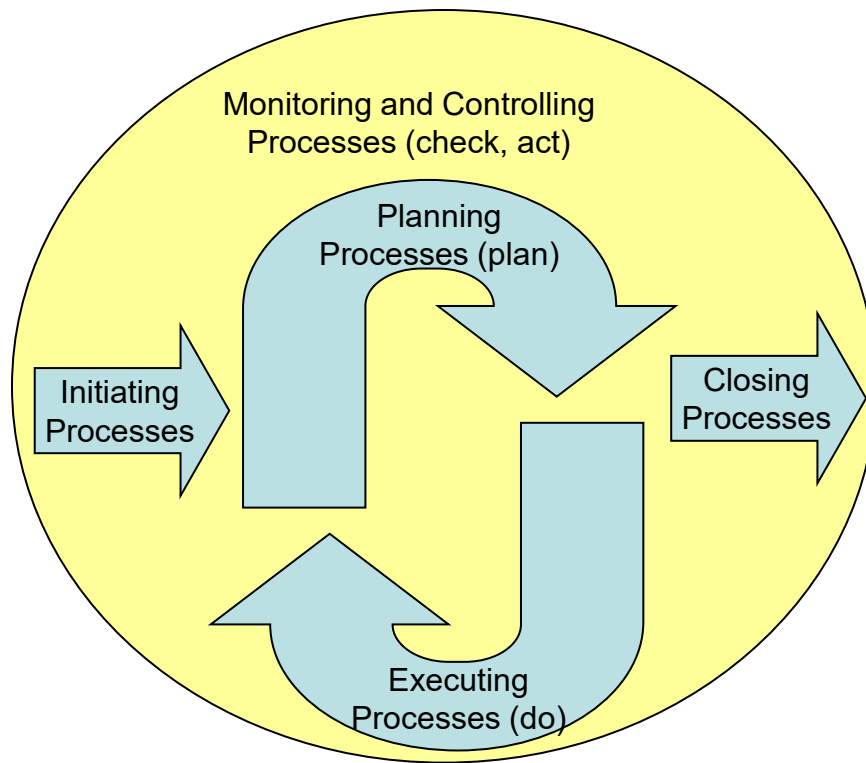 Monitoring and Controlling
Processes (check, act)
Planning
Processes (plan)
Initiating
Processes
Closing
Processes
Executing
Processes (do)